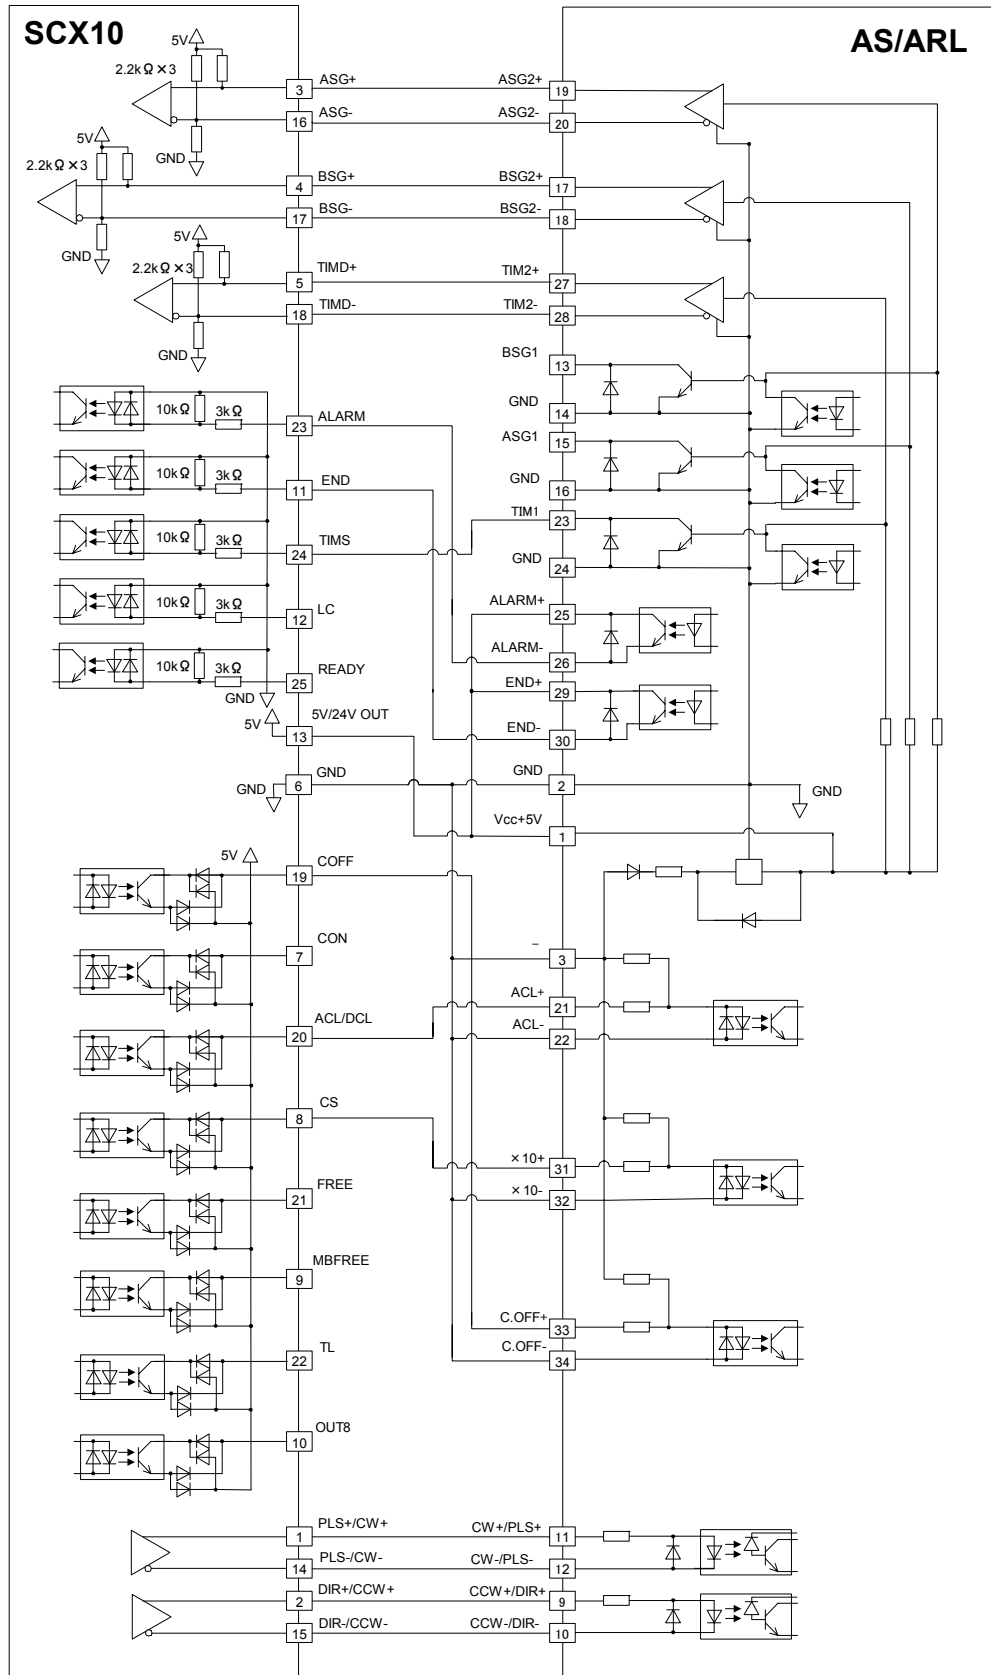 SCX10
AS/ARL
5V
2.2kΩ×3
3 ASG+ ASG2+ 19
16 ASG- ASG2- 20
GND
5V
2.2kΩ×3
4 BSG+ BSG2+ 17
17 BSG- BSG2- 18
GND
5V
2.2kΩ×3
5 TIMD+ TIM2+ 27
18 TIMD- TIM2- 28
GND
BSG1 13
GND 14
10kΩ 3kΩ 23 ALARM
ASG1 15
GND 16
10kΩ 3kΩ 11 END
TIM1 23
10kΩ 3kΩ 24 TIMS
GND 24
10kΩ 3kΩ 12 LC
ALARM+ 25
ALARM- 26
10kΩ 3kΩ 25 READY
GND
END+ 29
5V 13 5V/24V OUT
END- 30
GND 6 GND GND 2 GND
Vcc+5V 1
5V
19 COFF
7 CON
– 3
20 ACL/DCL ACL+ 21
ACL- 22
8 CS
×10+ 31
×10- 32
21 FREE
9 MBFREE
C.OFF+ 33
C.OFF- 34
22 TL
10 OUT8
1 PLS+/CW+ CW+/PLS+ 11
14 PLS-/CW- CW-/PLS- 12
2 DIR+/CCW+ CCW+/DIR+ 9
15 DIR-/CCW- CCW-/DIR- 10